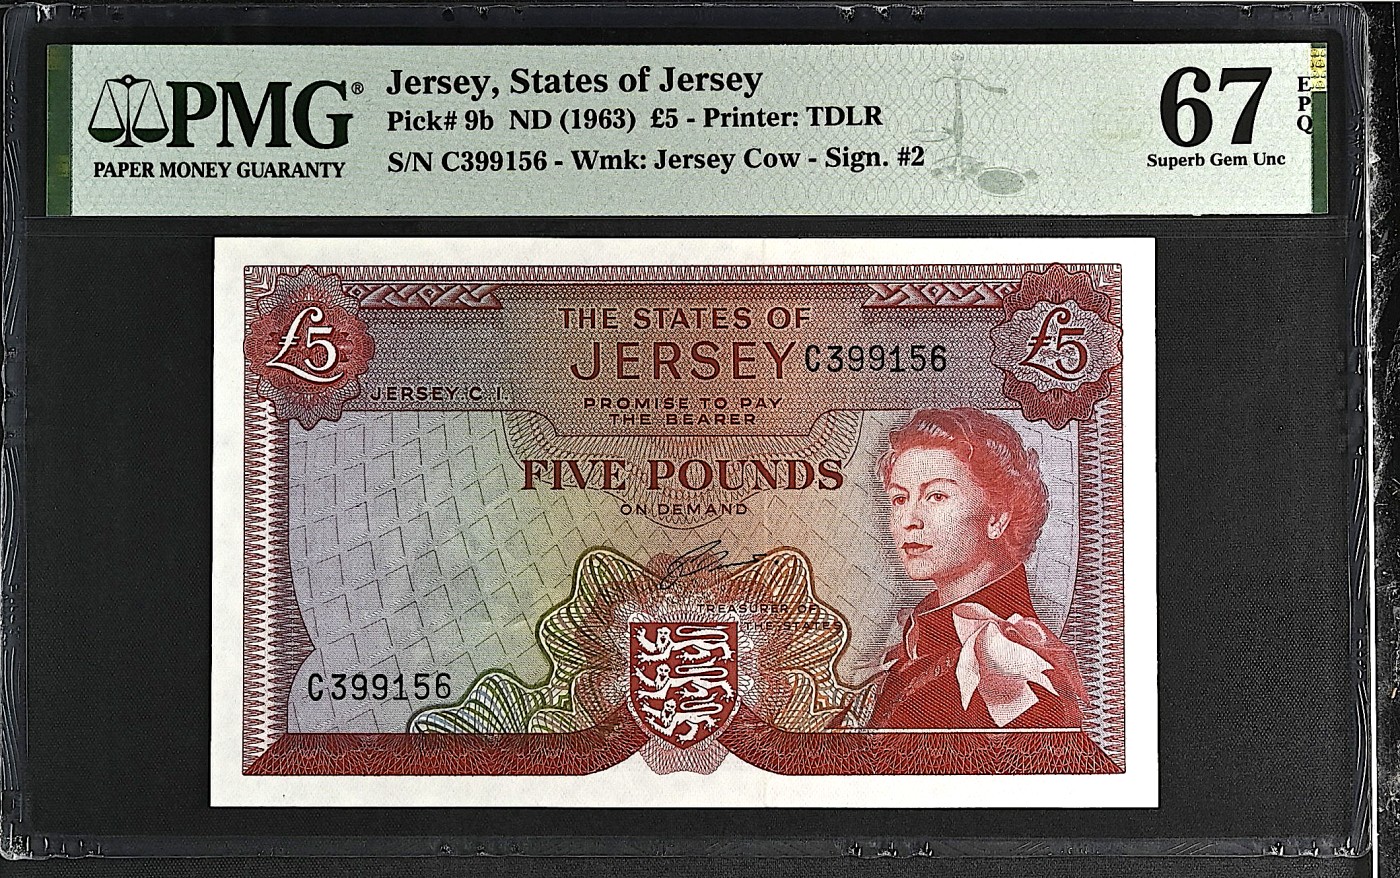 PMG®
PAPER MONEY GUARANTY
Jersey, States of Jersey
Pick# 9b ND (1963) £5 - Printer: TDLR
S/N C399156 - Wmk: Jersey Cow - Sign. #2
67
EPQ
Superb Gem Unc
£5
£5
THE STATES OF
JERSEY C399156
JERSEY. C. I.
PROMISE TO PAY
THE BEARER
FIVE POUNDS
ON DEMAND
TREASURER OF
THE STATES
C399156